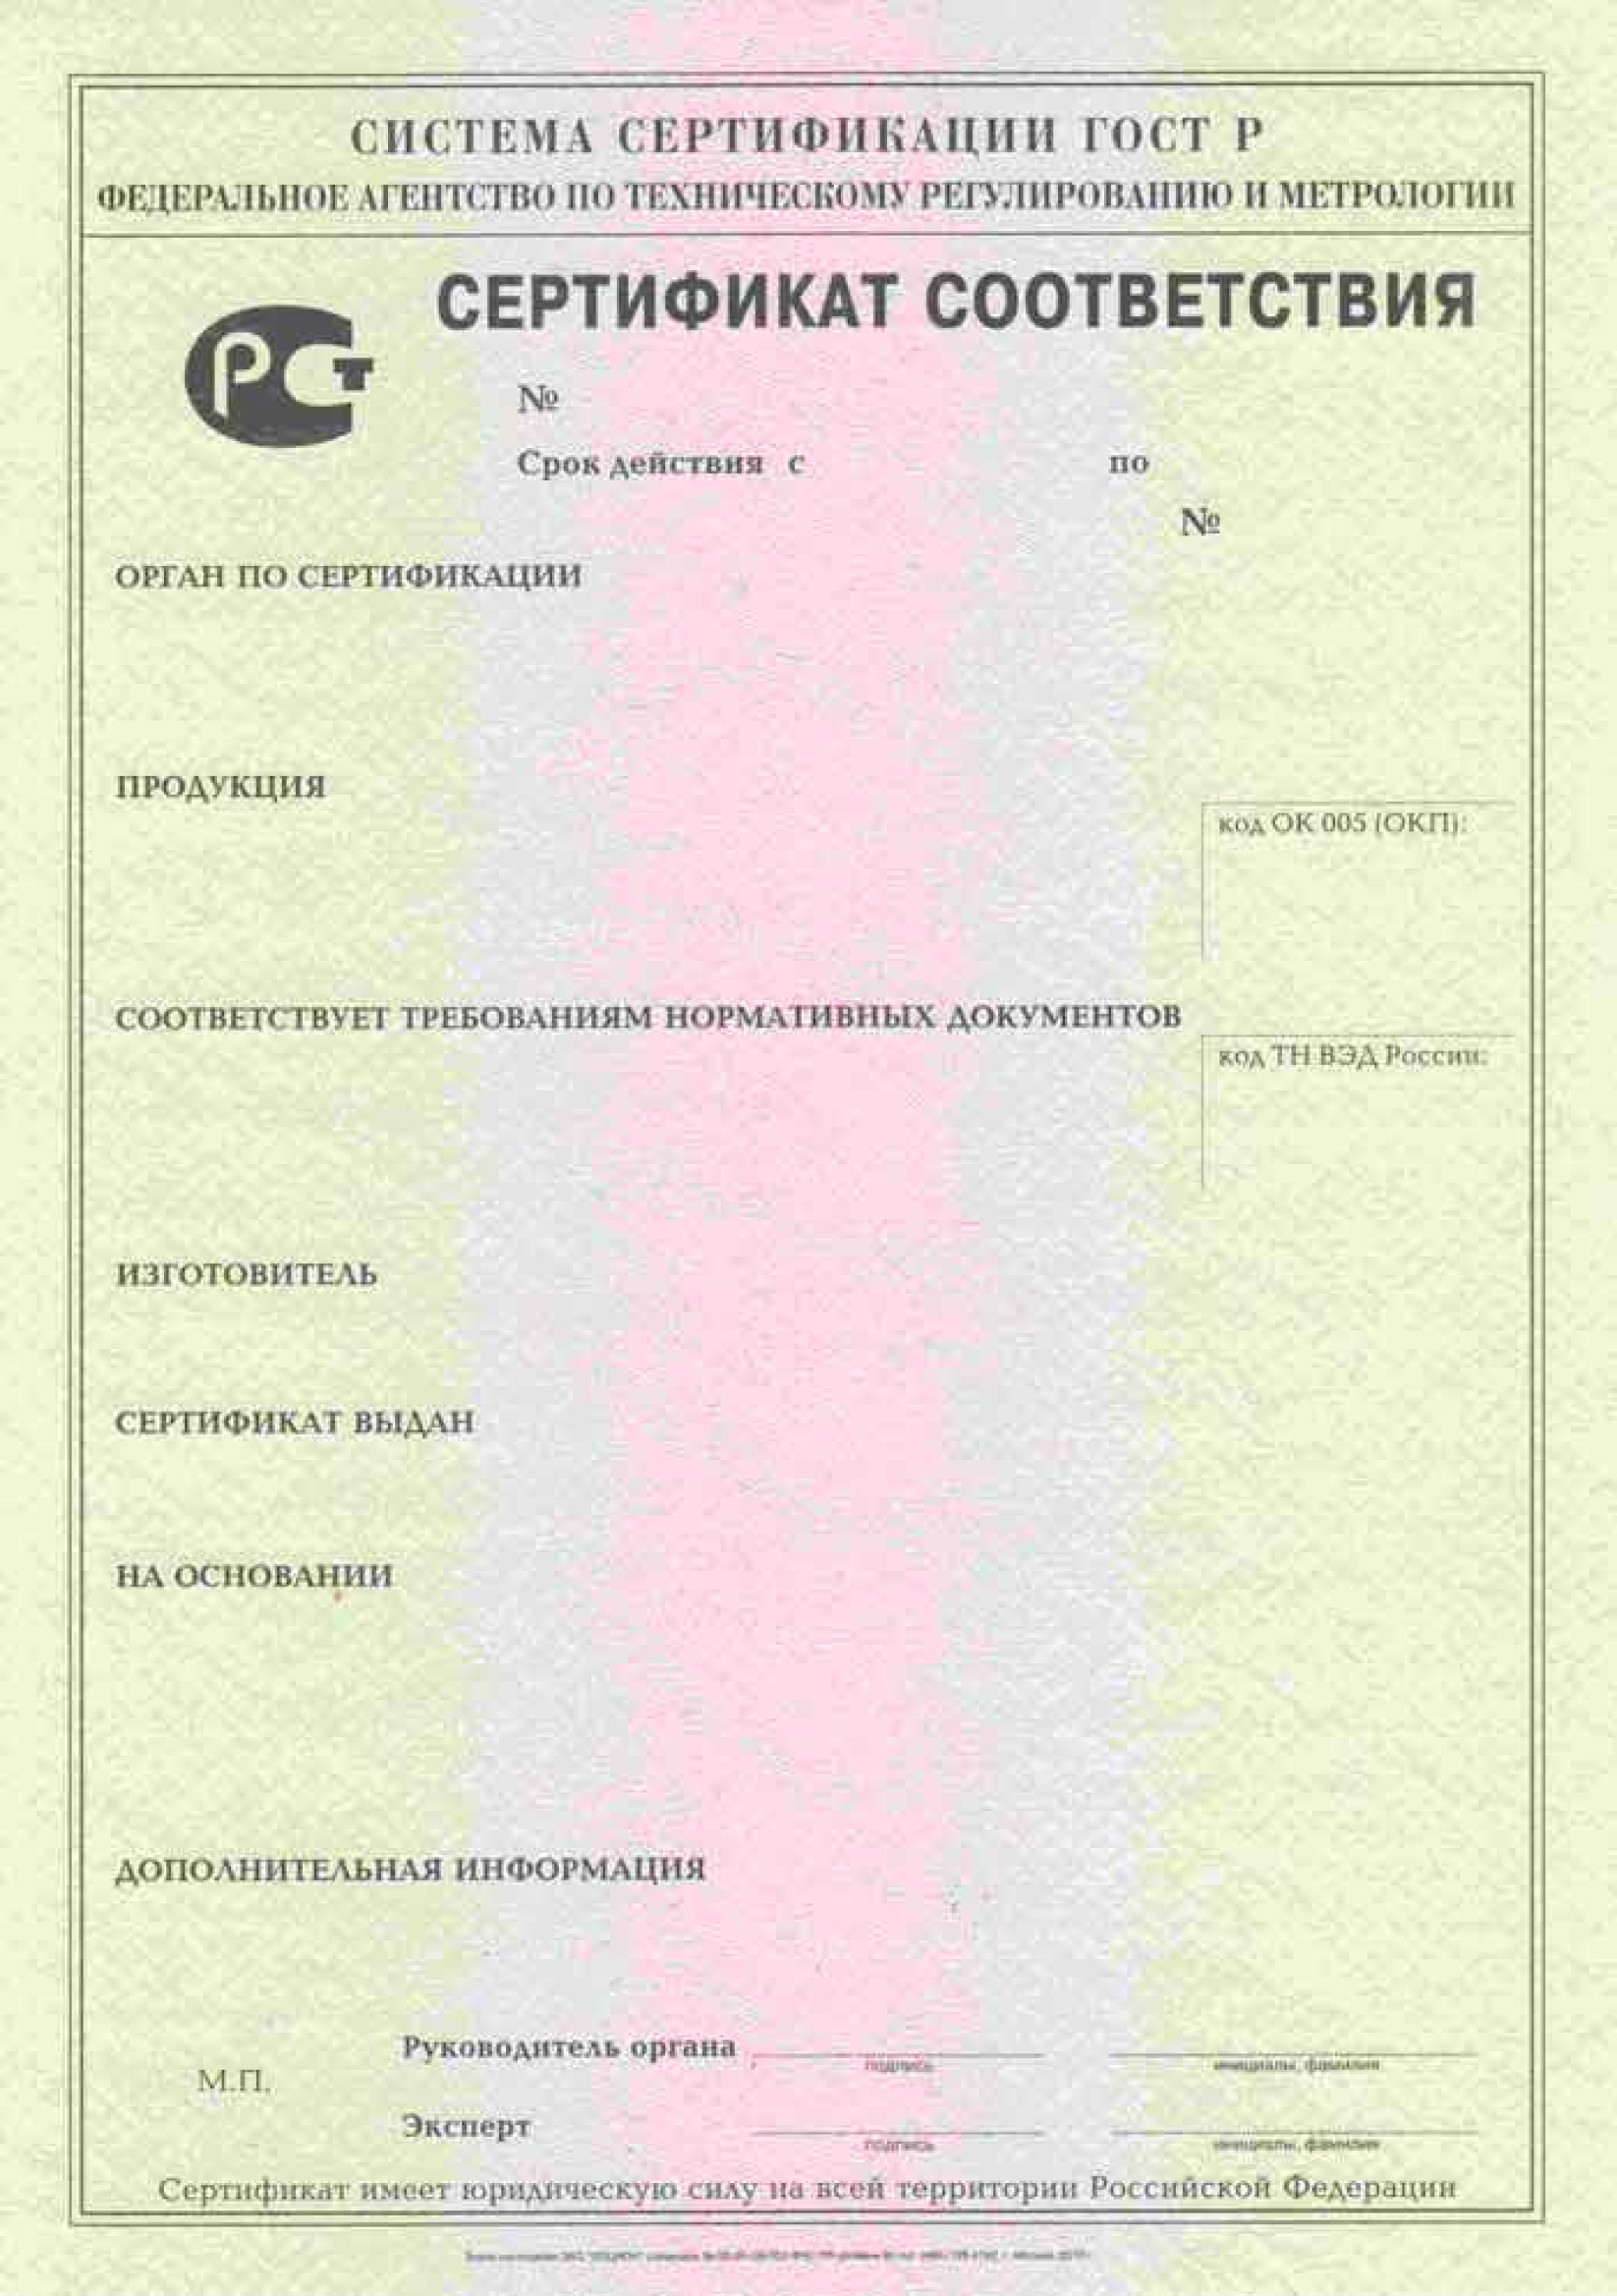 СИСТЕМА СЕРТИФИКАЦИИ ГОСТ Р
ФЕДЕРАЛЬНОЕ АГЕНТСТВО ПО ТЕХНИЧЕСКОМУ РЕГУЛИРОВАНИЮ И МЕТРОЛОГИИ
СЕРТИФИКАТ СООТВЕТСТВИЯ
РСТ
№
Срок действия с по
№
ОРГАН ПО СЕРТИФИКАЦИИ
ПРОДУКЦИЯ
код ОК 005 (ОКП):
СООТВЕТСТВУЕТ ТРЕБОВАНИЯМ НОРМАТИВНЫХ ДОКУМЕНТОВ
код ТН ВЭД России:
ИЗГОТОВИТЕЛЬ
СЕРТИФИКАТ ВЫДАН
НА ОСНОВАНИИ
ДОПОЛНИТЕЛЬНАЯ ИНФОРМАЦИЯ
Руководитель органа
подпись инициалы, фамилия
М.П.
Эксперт
подпись инициалы, фамилия
Сертификат имеет юридическую силу на всей территории Российской Федерации